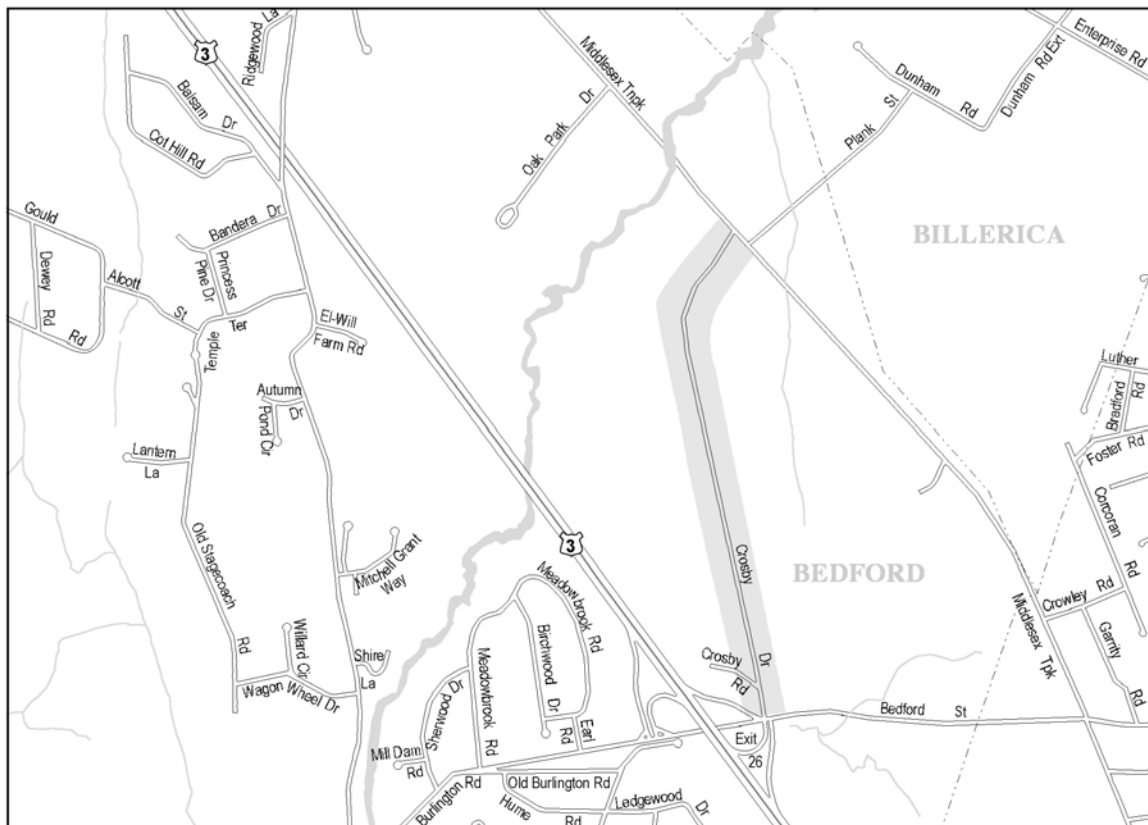 3
Ridgewood La
Middlesex Tnpk
Enterprise Rd
Dunham Rd Ext
Dunham Rd
Plank St
Balsam Dr
Cot Hill Rd
Oak Park Dr
Gould
Rd
Dewey Rd
Bandera Dr
Princess Pine Dr
Alcott St
Temple Ter
El-Will
Farm Rd
BILLERICA
Luther
Rd
Bradford
Foster Rd
Autumn
Dr
Pond Cir
Lantern
La
Corcoran Rd
Old Stagecoach Rd
3
Mitchell Grant
Way
Crosby Dr
BEDFORD
Meadowbrook Rd
Birchwood Dr
Meadowbrook Rd
Crowley Rd
Garrity Rd
Middlesex Tpk
Willard Cir
Shire
La
Wagon Wheel Dr
Sherwood Dr
Crosby
Rd
Bedford St
Earl
Rd
Mill Dam
Rd
Exit
26
Burlington Rd
Old Burlington Rd
Hume Rd
Ledgewood Dr